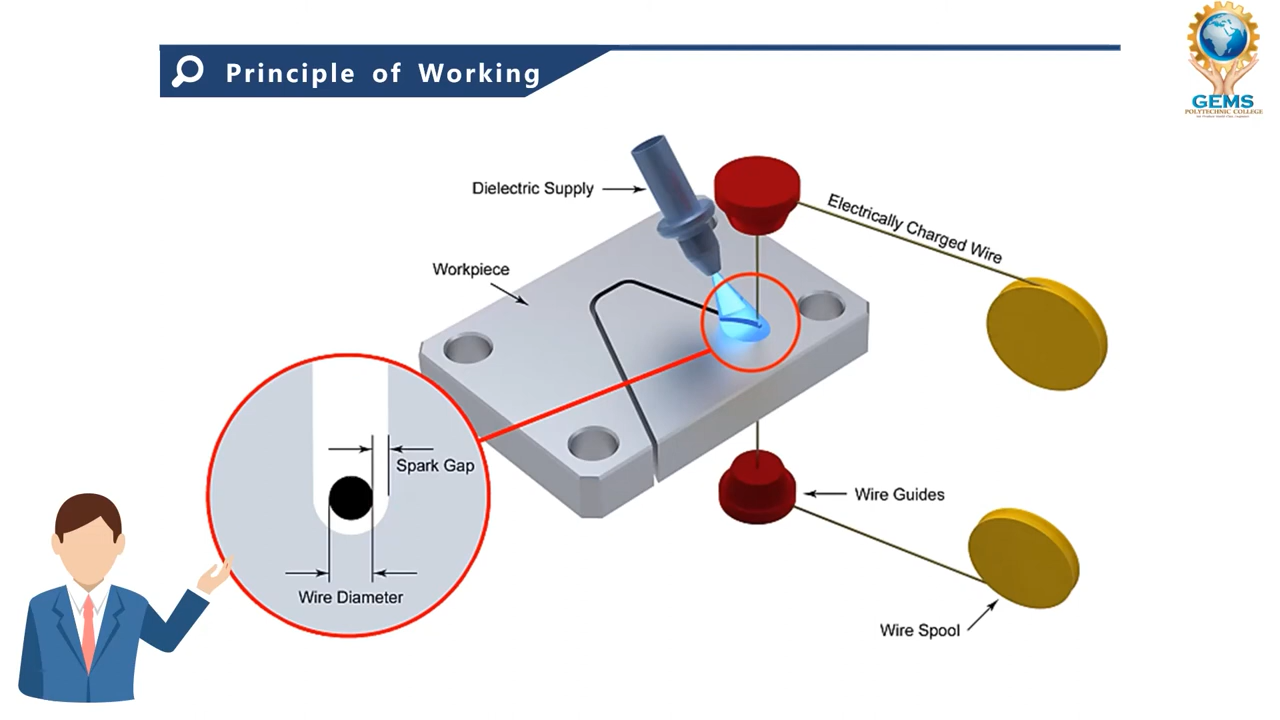 Principle of Working
GEMS
POLYTECHNIC COLLEGE
Dielectric Supply
Electrically Charged Wire
Workpiece
Spark Gap
Wire Guides
Wire Diameter
Wire Spool